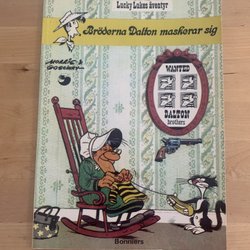 Lucky Lukes äventyr
Bröderna Dalton maskerar sig
MORRIS &
GOSCINNY
WANTED
DALTON
brothers
Bonniers